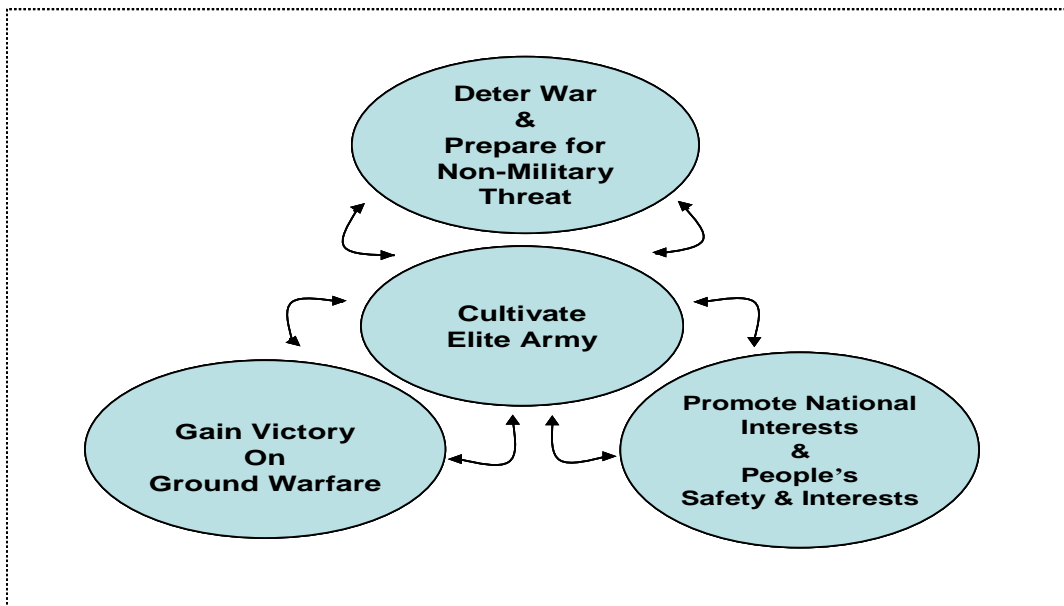 Deter War
&
Prepare for
Non-Military
Threat
Cultivate
Elite Army
Gain Victory
On
Ground Warfare
Promote National
Interests
&
People’s
Safety & Interests